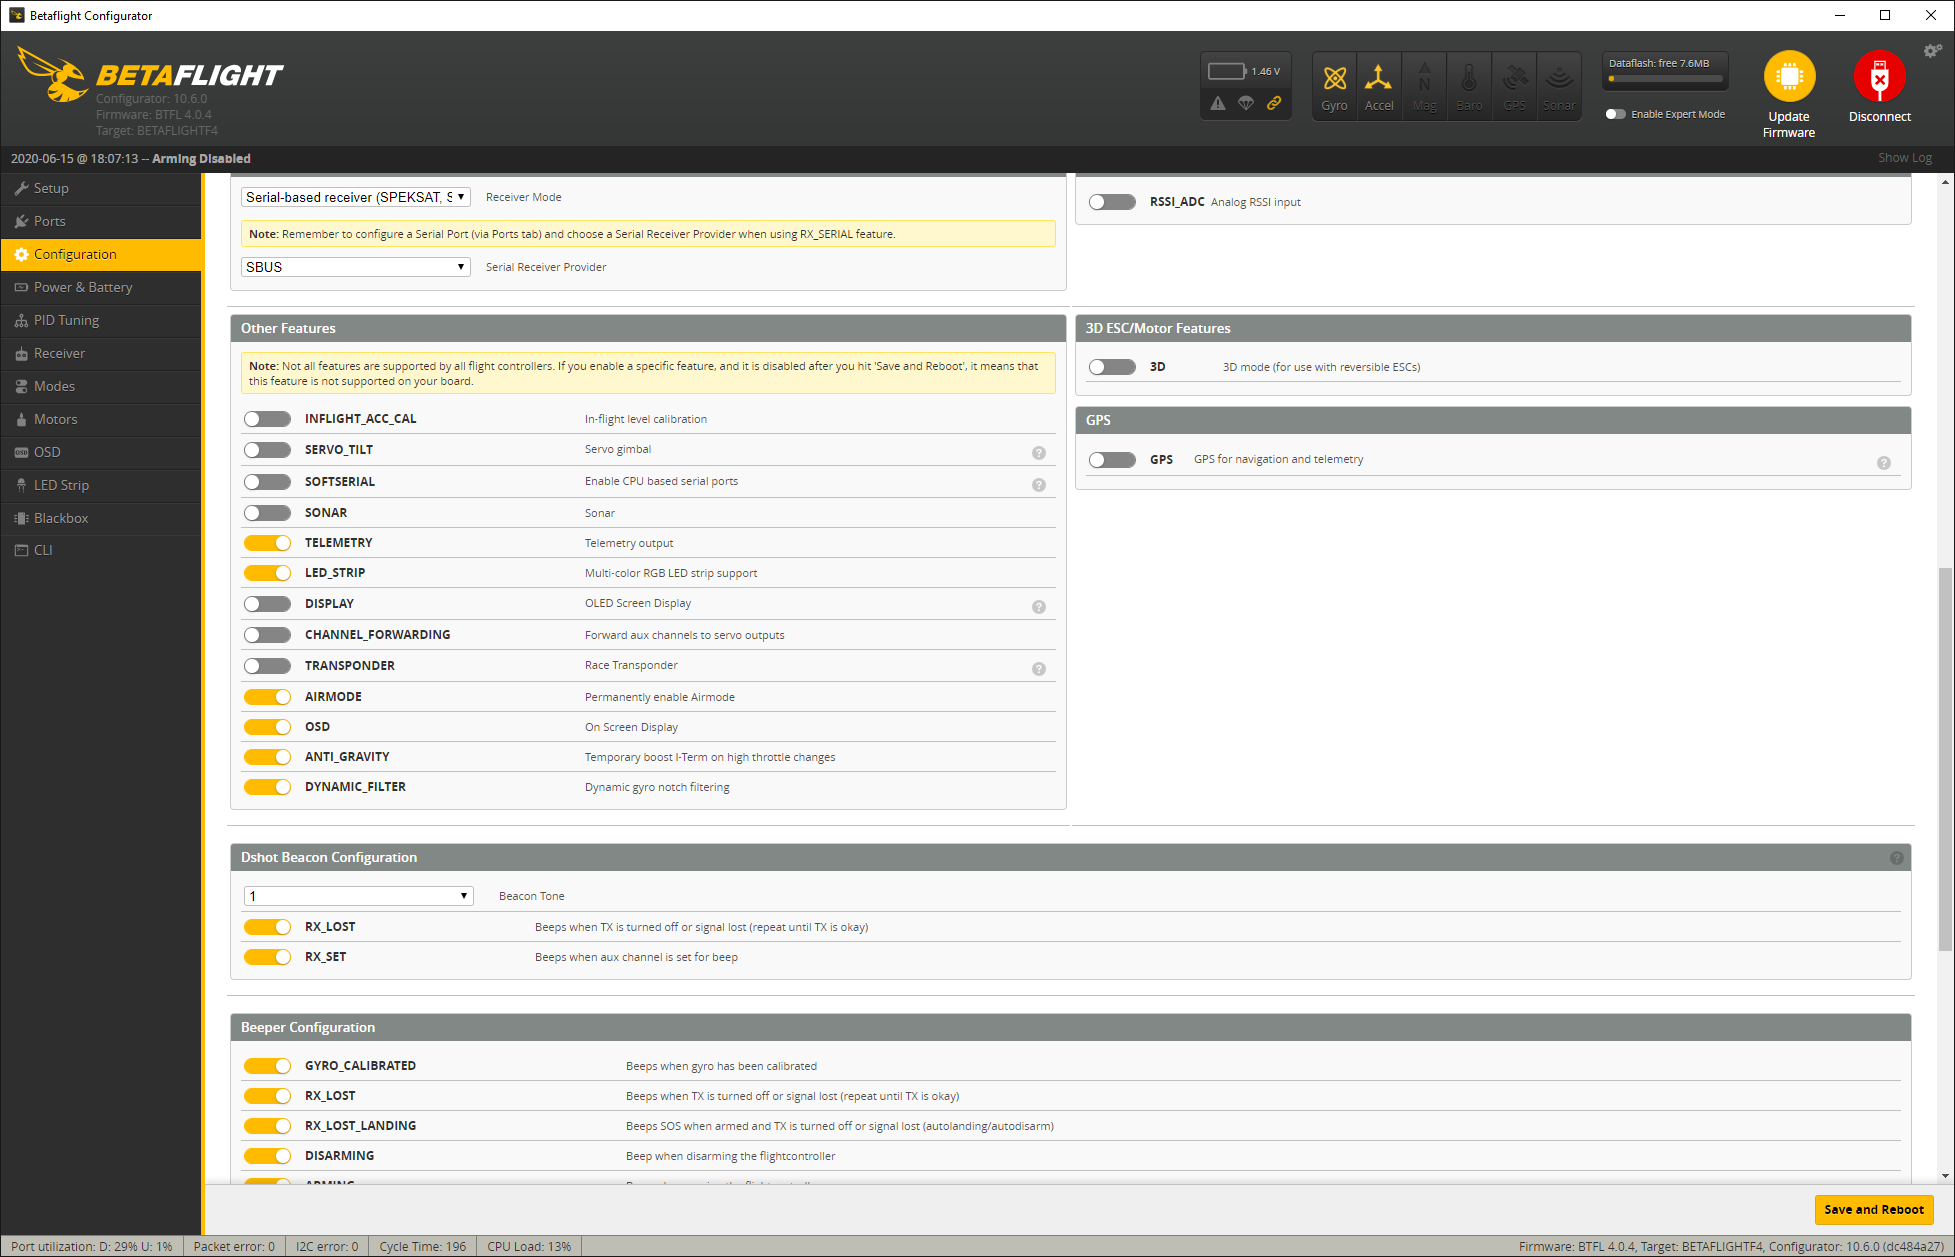 Betaflight Configurator
BETAFLIGHT
Configurator: 10.6.0
Firmware: BTFL 4.0.4
Target: BETAFLIGHTF4
1.46 V
Gyro
Accel
Mag
Baro
GPS
Sonar
Dataflash: free 7.6MB
Enable Expert Mode
Update
Firmware
Disconnect
2020-06-15 @ 18:07:13 -- Arming Disabled
Show Log
Setup
Ports
Configuration
Power & Battery
PID Tuning
Receiver
Modes
Motors
OSD
LED Strip
Blackbox
CLI
Serial-based receiver (SPEKSAT, S
Receiver Mode
Note: Remember to configure a Serial Port (via Ports tab) and choose a Serial Receiver Provider when using RX_SERIAL feature.
SBUS
Serial Receiver Provider
RSSI_ADC Analog RSSI input
Other Features
Note: Not all features are supported by all flight controllers. If you enable a specific feature, and it is disabled after you hit 'Save and Reboot', it means that
this feature is not supported on your board.
INFLIGHT_ACC_CAL In-flight level calibration
SERVO_TILT Servo gimbal ?
SOFTSERIAL Enable CPU based serial ports ?
SONAR Sonar
TELEMETRY Telemetry output
LED_STRIP Multi-color RGB LED strip support
DISPLAY OLED Screen Display ?
CHANNEL_FORWARDING Forward aux channels to servo outputs
TRANSPONDER Race Transponder ?
AIRMODE Permanently enable Airmode
OSD On Screen Display
ANTI_GRAVITY Temporary boost I-Term on high throttle changes
DYNAMIC_FILTER Dynamic gyro notch filtering
3D ESC/Motor Features
3D 3D mode (for use with reversible ESCs)
GPS
GPS GPS for navigation and telemetry ?
Dshot Beacon Configuration ?
1 Beacon Tone
RX_LOST Beeps when TX is turned off or signal lost (repeat until TX is okay)
RX_SET Beeps when aux channel is set for beep
Beeper Configuration
GYRO_CALIBRATED Beeps when gyro has been calibrated
RX_LOST Beeps when TX is turned off or signal lost (repeat until TX is okay)
RX_LOST_LANDING Beeps SOS when armed and TX is turned off or signal lost (autolanding/autodisarm)
DISARMING Beep when disarming the flightcontroller
Save and Reboot
Port utilization: D: 29% U: 1%
Packet error: 0
I2C error: 0
Cycle Time: 196
CPU Load: 13%
Firmware: BTFL 4.0.4, Target: BETAFLIGHTF4, Configurator: 10.6.0 (dc484a27)